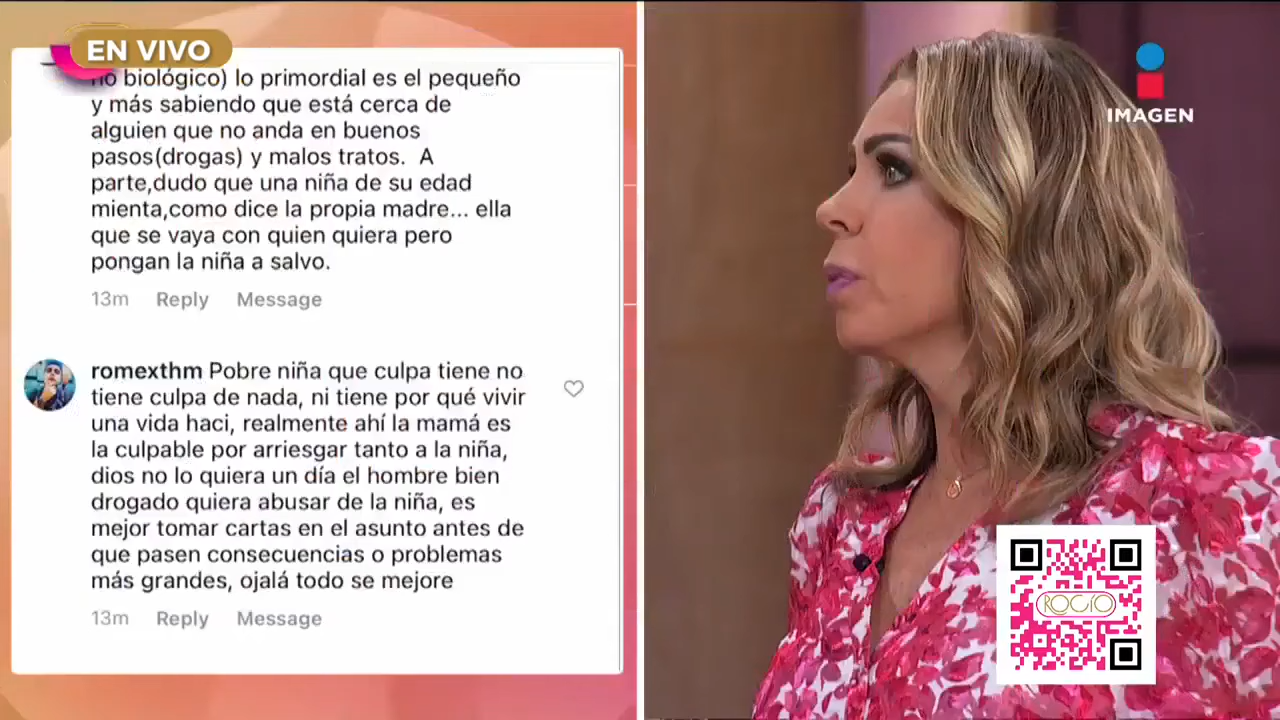 EN VIVO
no biológico) lo primordial es el pequeño
y más sabiendo que está cerca de
alguien que no anda en buenos
pasos(drogas) y malos tratos. A
parte,dudo que una niña de su edad
mienta,como dice la propia madre... ella
que se vaya con quien quiera pero
pongan la niña a salvo.
13m Reply Message
romexthm Pobre niña que culpa tiene no
tiene culpa de nada, ni tiene por qué vivir
una vida haci, realmente ahí la mamá es
la culpable por arriesgar tanto a la niña,
dios no lo quiera un día el hombre bien
drogado quiera abusar de la niña, es
mejor tomar cartas en el asunto antes de
que pasen consecuencias o problemas
más grandes, ojalá todo se mejore
13m Reply Message
IMAGEN
ROCÍO